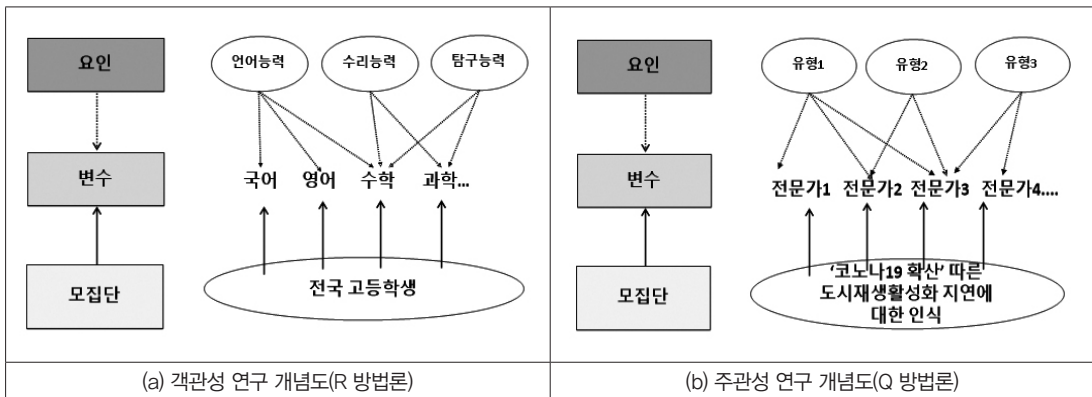 요인
언어능력
수리능력
탐구능력
변수
국어
영어
수학
과학...
모집단
전국 고등학생
(a) 객관성 연구 개념도(R 방법론)
요인
유형1
유형2
유형3
변수
전문가1
전문가2
전문가3
전문가4....
모집단
‘코노나19 확산’ 따른
도시재생활성화 지연에
대한 인식
(b) 주관성 연구 개념도(Q 방법론)